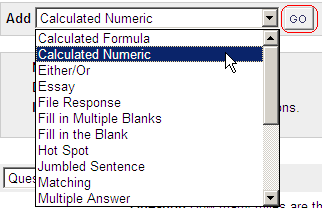 Add Calculated Numeric GO
Calculated Formula
Calculated Numeric
Either/Or
Essay
File Response
Fill in Multiple Blanks
ons.
Fill in the Blank
Hot Spot
Jumbled Sentence
Ques
Matching
Multiple Answer